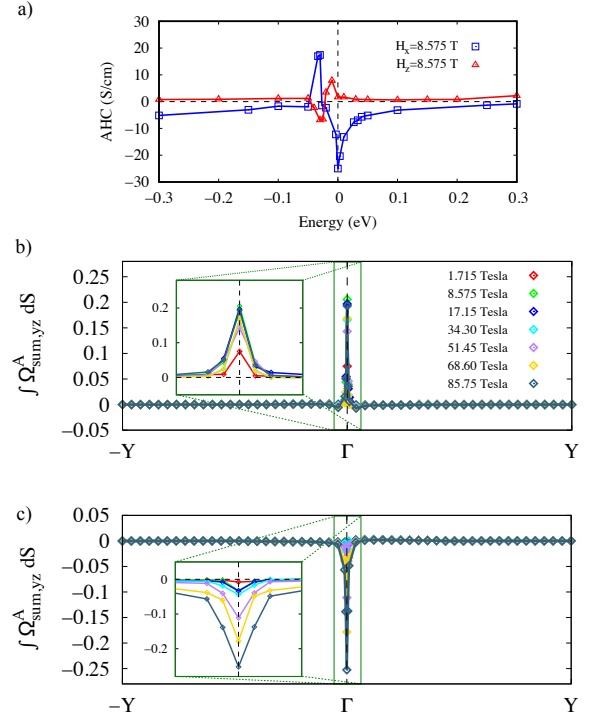 a)
30
20
10
0
−10
−20
−30
AHC (S/cm)
H_x=8.575 T
H_z=8.575 T
−0.3 −0.2 −0.1 0 0.1 0.2 0.3
Energy (eV)
b)
0.25
0.2
0.15
0.1
0.05
0
−0.05
∫ Ω^A_sum,yz dS
0.2
0.1
0
1.715 Tesla
8.575 Tesla
17.15 Tesla
34.30 Tesla
51.45 Tesla
68.60 Tesla
85.75 Tesla
−Y Γ Y
c)
0.05
0
−0.05
−0.1
−0.15
−0.2
−0.25
∫ Ω^A_sum,yz dS
0
−0.1
−0.2
−Y Γ Y